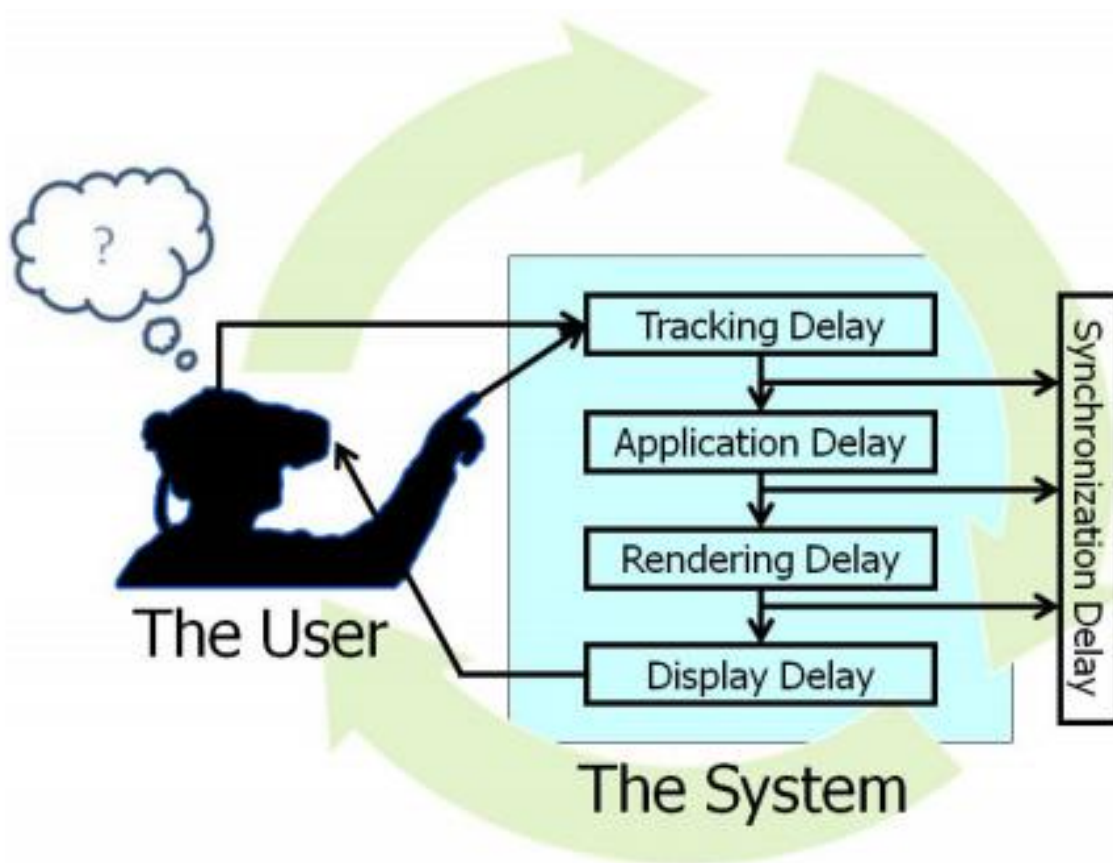 ?
Tracking Delay
Application Delay
Rendering Delay
Display Delay
Synchronization Delay
The User
The System